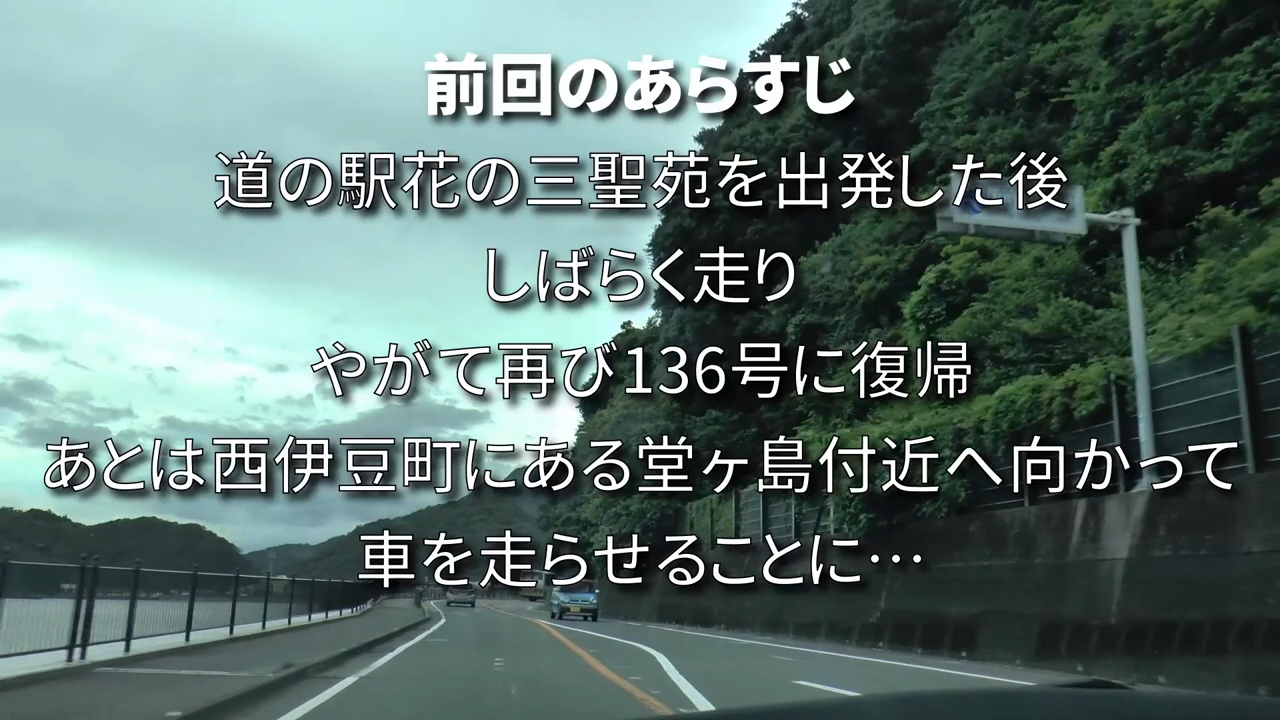 前回のあらすじ
道の駅花の三聖苑を出発した後
しばらく走り
やがて再び136号に復帰
あとは西伊豆町にある堂ヶ島付近へ向かって
車を走らせることに…